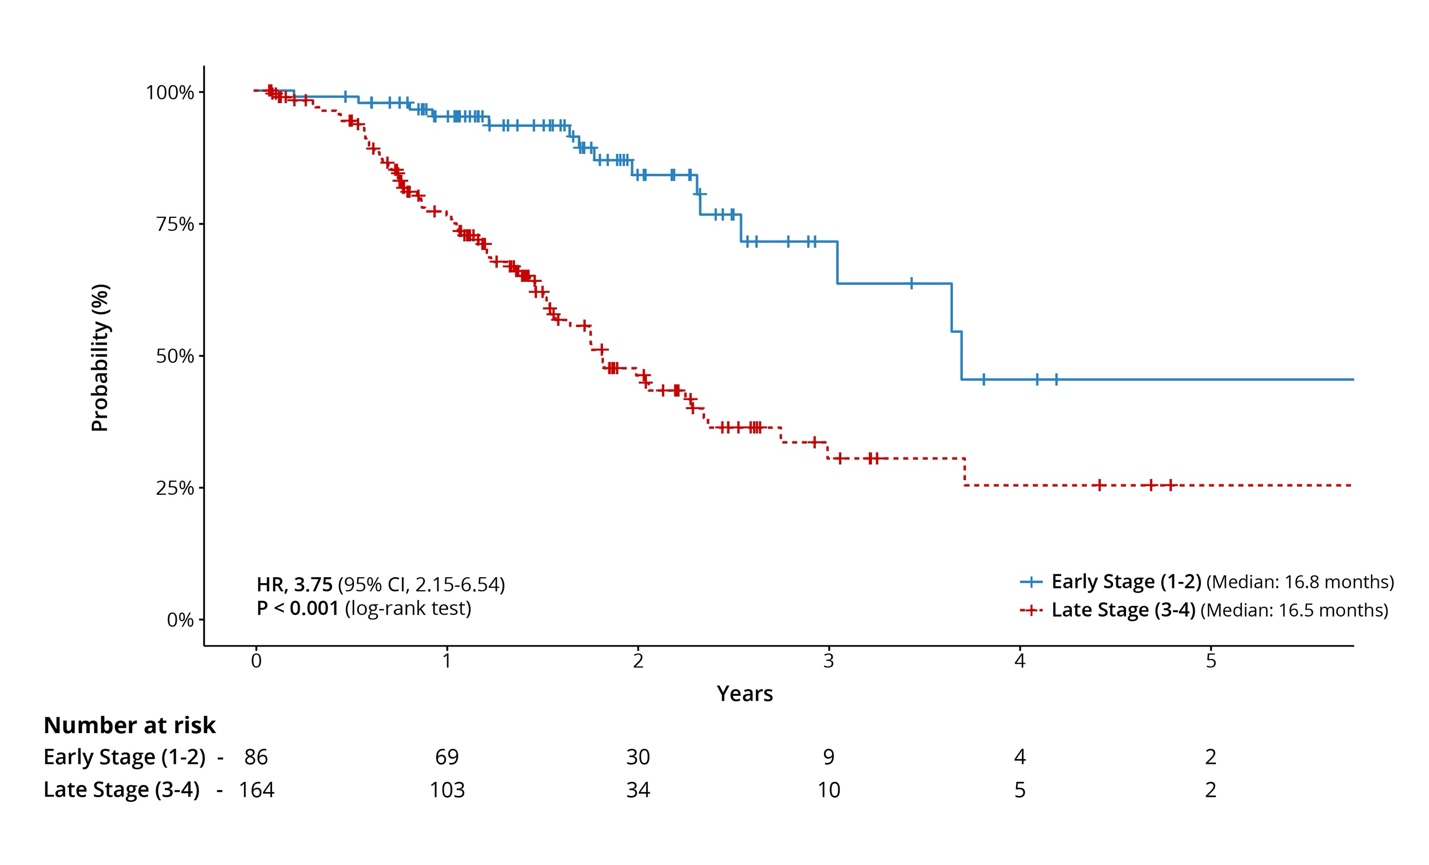 100%
75%
50%
25%
0%
Probability (%)
HR, 3.75 (95% CI, 2.15-6.54)
P < 0.001 (log-rank test)
Early Stage (1-2) (Median: 16.8 months)
Late Stage (3-4) (Median: 16.5 months)
0 1 2 3 4 5
Years
Number at risk
Early Stage (1-2) - 86 69 30 9 4 2
Late Stage (3-4) - 164 103 34 10 5 2